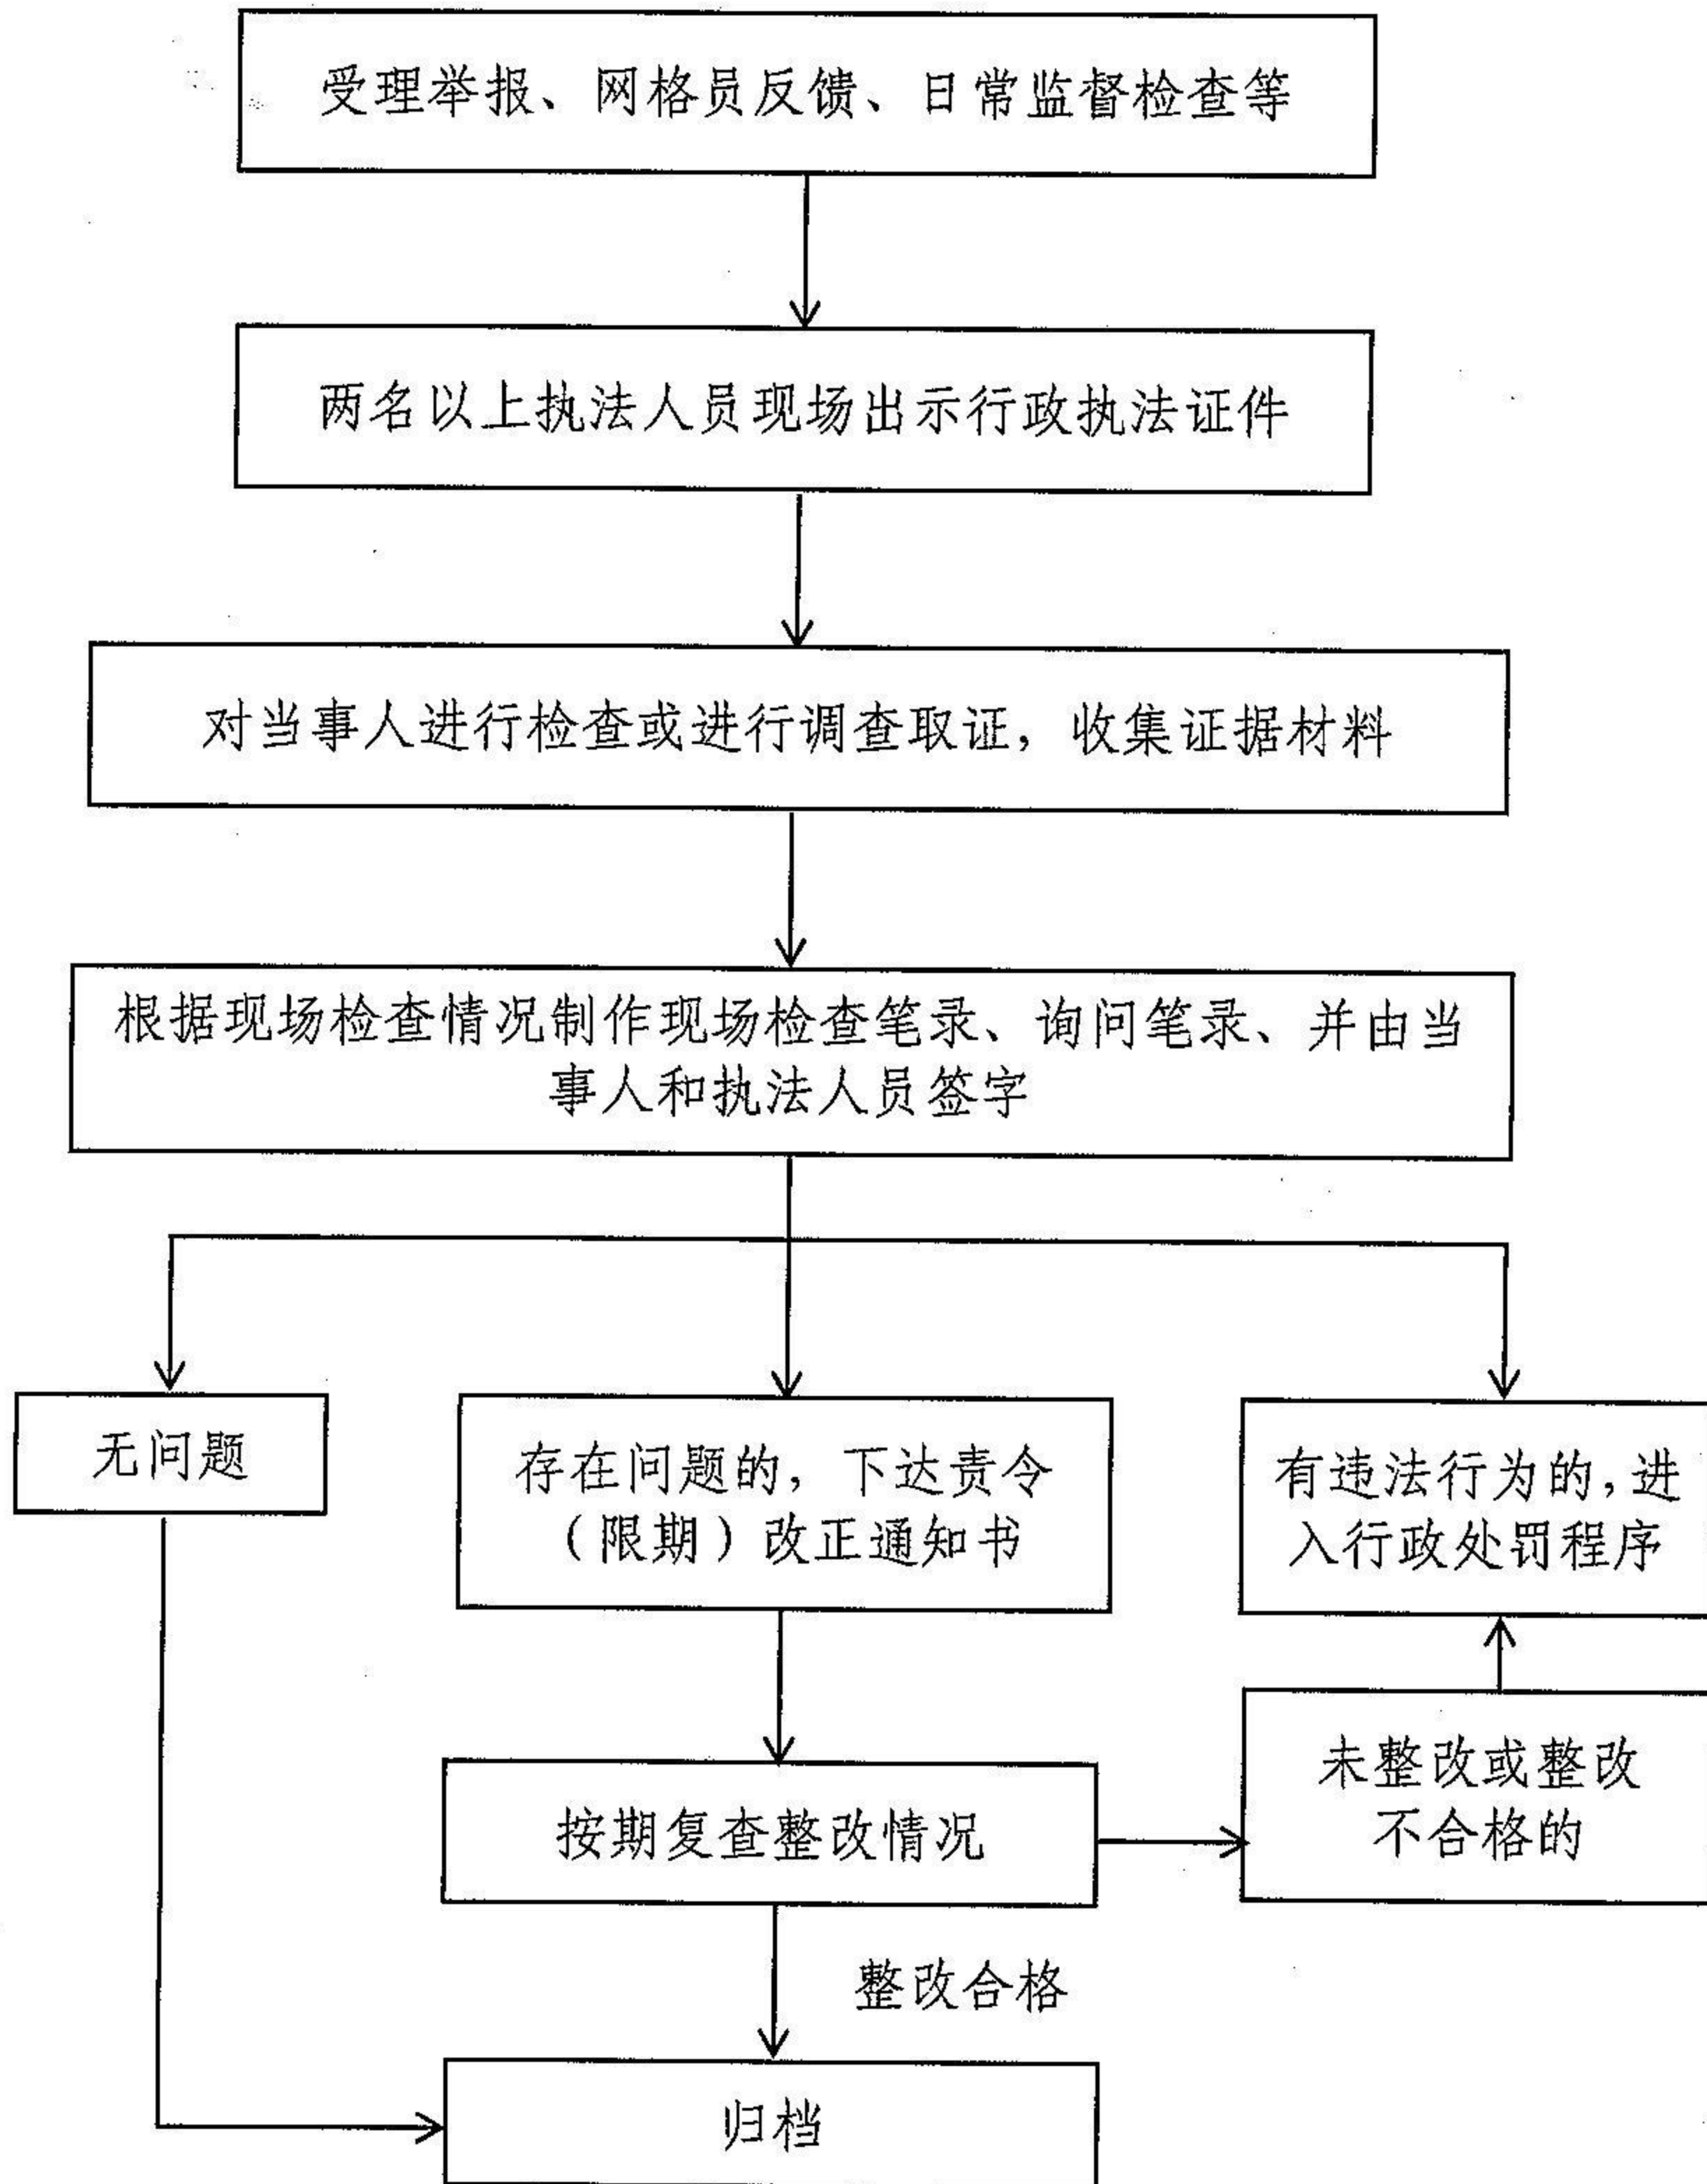 受理举报、网格员反馈、日常监督检查等
两名以上执法人员现场出示行政执法证件
对当事人进行检查或进行调查取证，收集证据材料
根据现场检查情况制作现场检查笔录、询问笔录、并由当
事人和执法人员签字
无问题
存在问题的，下达责令
（限期）改正通知书
有违法行为的，进
入行政处罚程序
按期复查整改情况
未整改或整改
不合格的
整改合格
归档